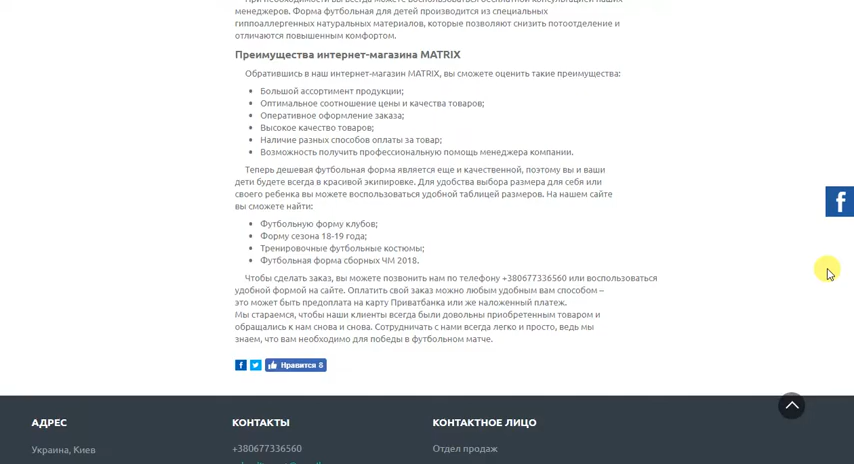 менеджеров. Форма футбольная для детей производится из специальных
гиппоаллергенных натуральных материалов, которые позволяют снизить потоотделение и
отличаются повышенным комфортом.
Преимущества интернет-магазина MATRIX
Обратившись в наш интернет-магазин MATRIX, вы сможете оценить такие преимущества:
Большой ассортимент продукции;
Оптимальное соотношение цены и качества товаров;
Оперативное оформление заказа;
Высокое качество товаров;
Наличие разных способов оплаты за товар;
Возможность получить профессиональную помощь менеджера компании.
Теперь дешевая футбольная форма является еще и качественной, поэтому вы и ваши
дети будете всегда в красивой экипировке. Для удобства выбора размера для себя или
своего ребенка вы можете воспользоваться удобной таблицей размеров. На нашем сайте
вы сможете найти:
Футбольную форму клубов;
Форму сезона 18-19 года;
Тренировочные футбольные костюмы;
Футбольная форма сборных ЧМ 2018.
Чтобы сделать заказ, вы можете позвонить нам по телефону +380677336560 или воспользоваться
удобной формой на сайте. Оплатить свой заказ можно любым удобным вам способом –
это может быть предоплата на карту Приватбанка или же наложенный платеж.
Мы стараемся, чтобы наши клиенты всегда были довольны приобретенным товаром и
обращались к нам снова и снова. Сотрудничать с нами всегда легко и просто, ведь мы
знаем, что вам необходимо для победы в футбольном матче.
Нравится 8
АДРЕС
КОНТАКТЫ
КОНТАКТНОЕ ЛИЦО
Украина, Киев
+380677336560
Отдел продаж